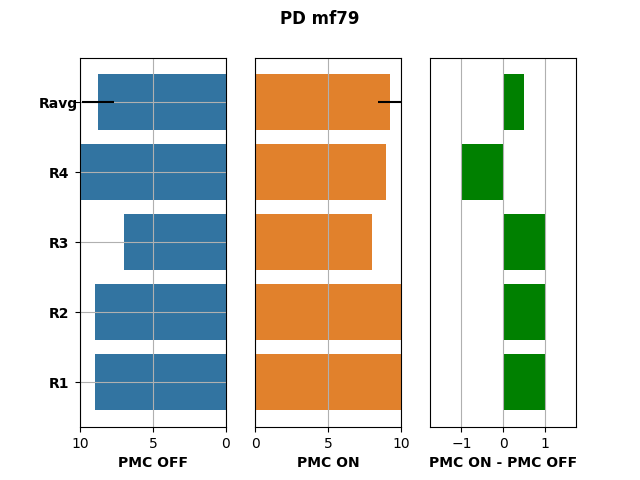 PD mf79
Ravg
R4
R3
R2
R1
10 5 0
0 5 10
−1 0 1
PMC OFF
PMC ON
PMC ON - PMC OFF